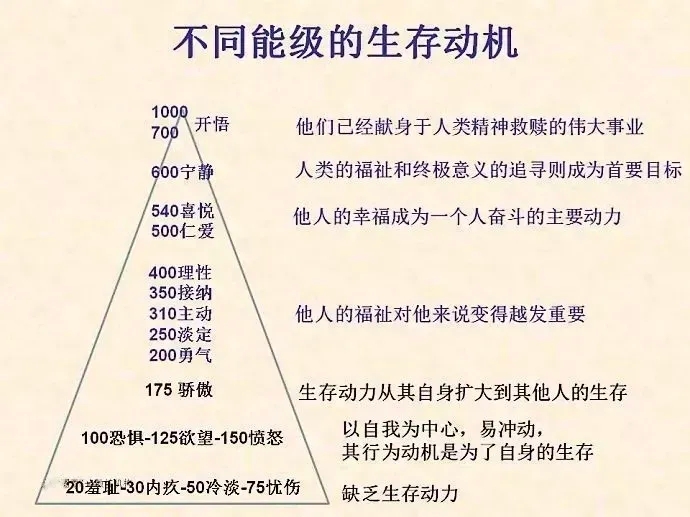 不同能级的生存动机
1000
700 开悟 他们已经献身于人类精神救赎的伟大事业
600宁静 人类的福祉和终极意义的追寻则成为首要目标
540喜悦
500仁爱 他人的幸福成为一个人奋斗的主要动力
400理性
350接纳
310主动 他人的福祉对他来说变得越发重要
250淡定
200勇气
175 骄傲 生存动力从其自身扩大到其他人的生存
100恐惧-125欲望-150愤怒 以自我为中心，易冲动，
其行为动机是为了自身的生存
20羞耻-30内疚-50冷淡-75忧伤 缺乏生存动力